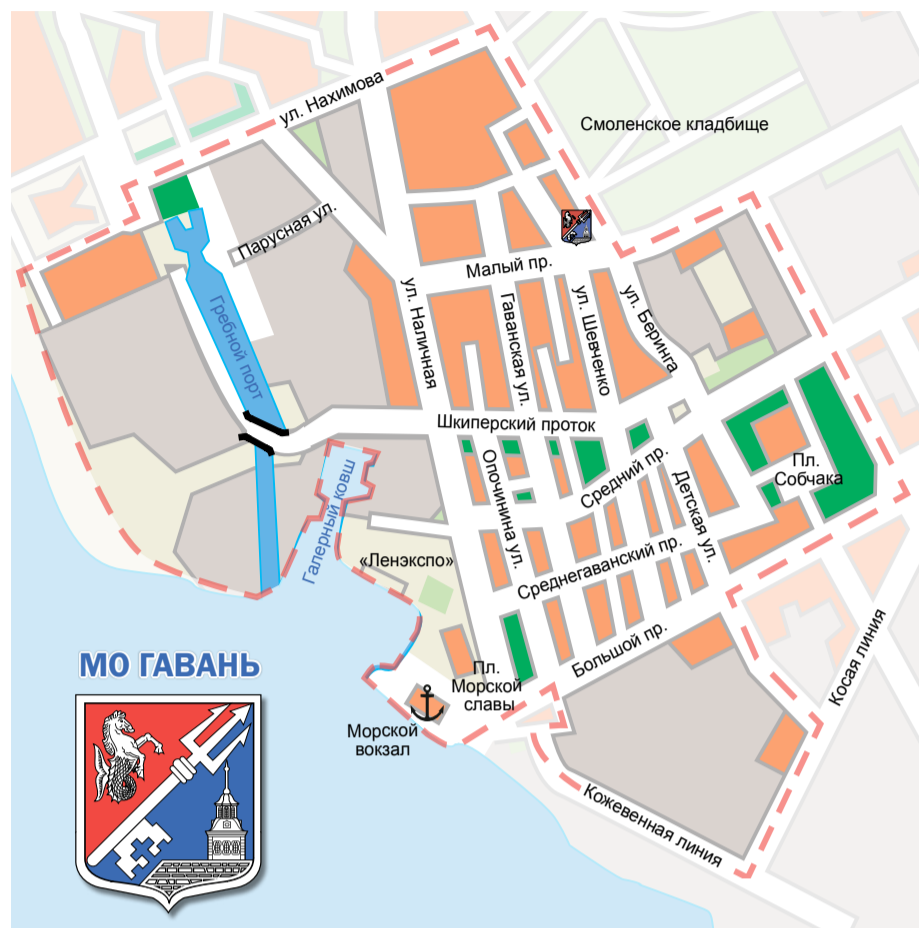 ул. Нахимова
Смоленское кладбище
Парусная ул.
Малый пр.
ул. Наличная
Гаванская ул.
ул. Шевченко
ул. Беринга
Гребной порт
Шкиперский проток
Опочинина ул.
Средний пр.
Детская ул.
Пл.
Собчака
Галерный ковш
«Ленэкспо»
Среднегаванский пр.
Большой пр.
Косая линия
МО ГАВАНЬ
Пл.
Морской
славы
Морской
вокзал
Кожевенная линия